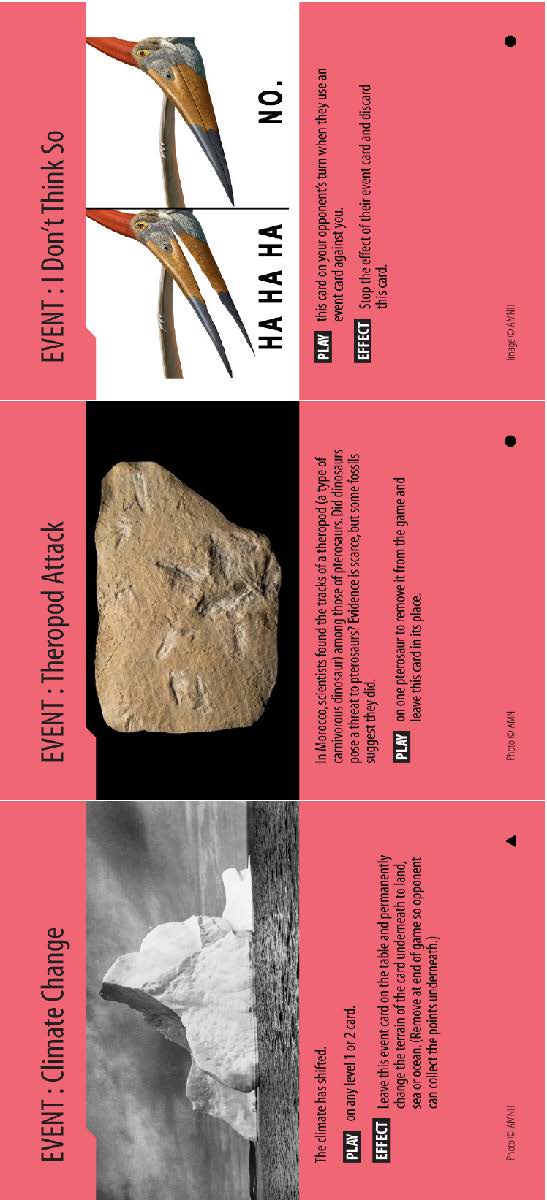 EVENT : I Don't Think So
HA HA HA
NO.
PLAY this card on your opponent's turn when they use an
event card against you.
EFFECT Stop the effect of their event card and discard
this card.
Image © AMNH
EVENT : Theropod Attack
In Morocco, scientists found the tracks of a theropod (a type of
carnivorous dinosaur) among those of pterosaurs. Did dinosaurs
pose a threat to pterosaurs? Evidence is scarce, but some fossils
suggest they did.
PLAY on one pterosaur to remove it from the game and
leave this card in its place.
Photo © AMN
EVENT : Climate Change
The climate has shifted.
PLAY on any level 1 or 2 card.
EFFECT Leave this event card on the table and permanently
change the terrain of the card underneath to land,
sea or ocean. (Remove at end of game so opponent
can collect the points underneath.)
Photo © AMNH